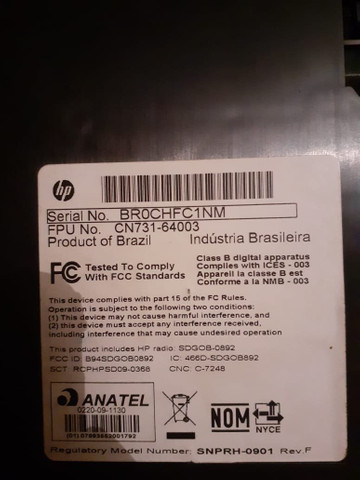 hp
Serial No. BR0CHFC1NM
FPU No. CN731-64003
Product of Brazil Indústria Brasileira
FC Tested To Comply
With FCC Standards
Class B digital apparatus
Complies with ICES - 003
Appareil la classe B est
Conforme a la NMB - 003
This device complies with part 15 of the FC Rules.
Operation is subject to the following two conditions:
(1) This device may not cause harmful interference, and
(2) this device must accept any interference received,
including interference that may cause undesired operation
This product includes HP radio: SDGOB-0892
FCC ID: B94SDGOB0892 IC: 466D-SDGOB892
SCT: RCPHPSD09-0368 CNC: C-7248
ANATEL
0220-09-1130
NOM
NYCE
Regulatory Model Number: SNPRH-0901 Rev.F